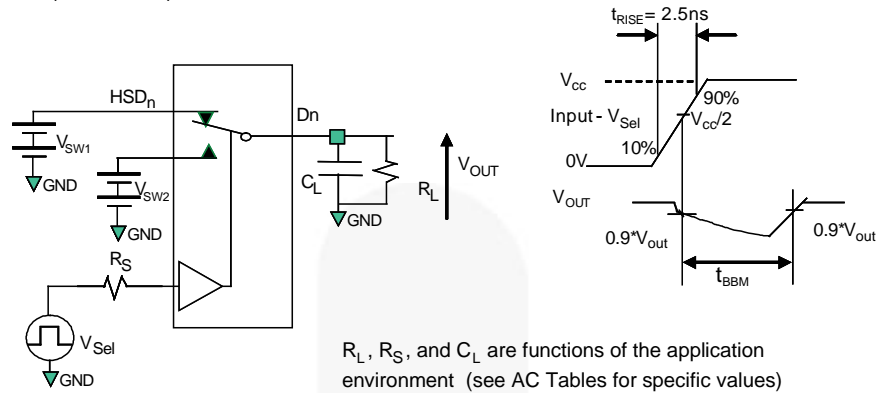 HSDn
Dn
VSW1
GND
VSW2
GND
CL
RL
VOUT
GND
RS
VSel
GND
tRISE= 2.5ns
Vcc
90%
Input - VSel
Vcc/2
10%
0V
VOUT
0.9*Vout
0.9*Vout
tBBM
RL, RS, and CL are functions of the application
environment (see AC Tables for specific values)